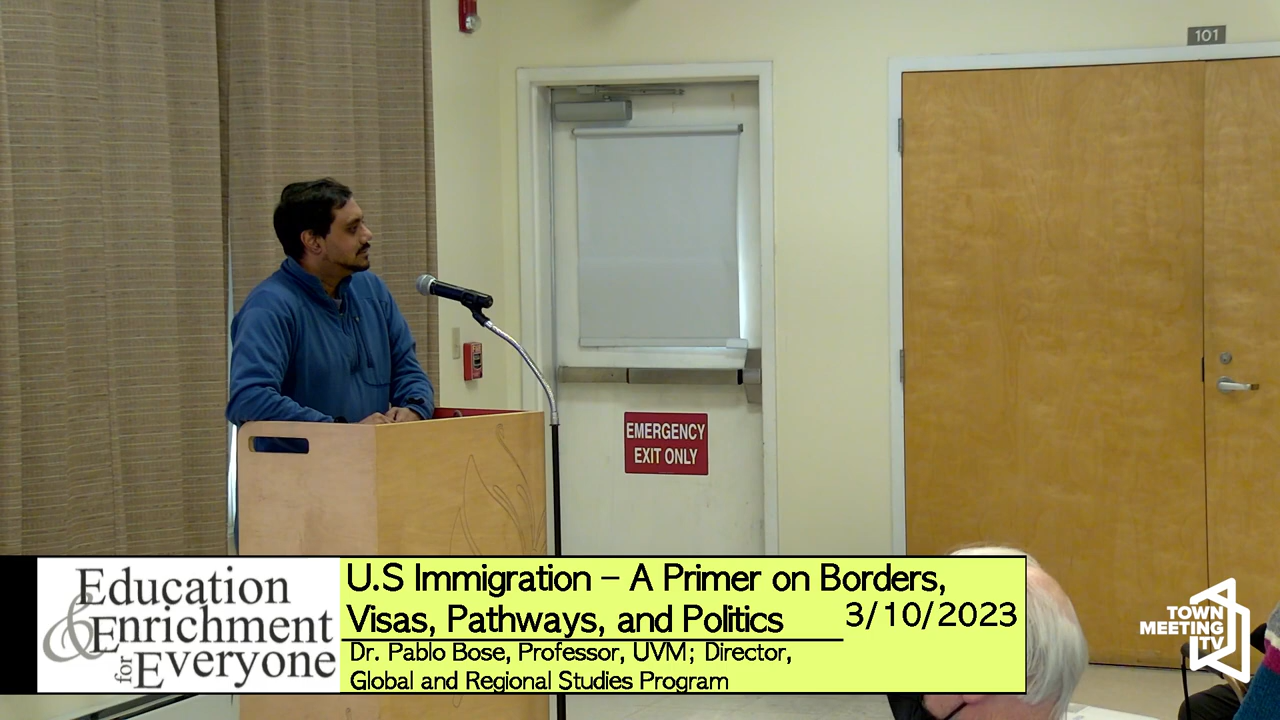 101
EMERGENCY
EXIT ONLY
FIRE
Education
& Enrichment
for Everyone
U.S Immigration – A Primer on Borders,
Visas, Pathways, and Politics
3/10/2023
Dr. Pablo Bose, Professor, UVM; Director,
Global and Regional Studies Program
TOWN
MEETING
TV